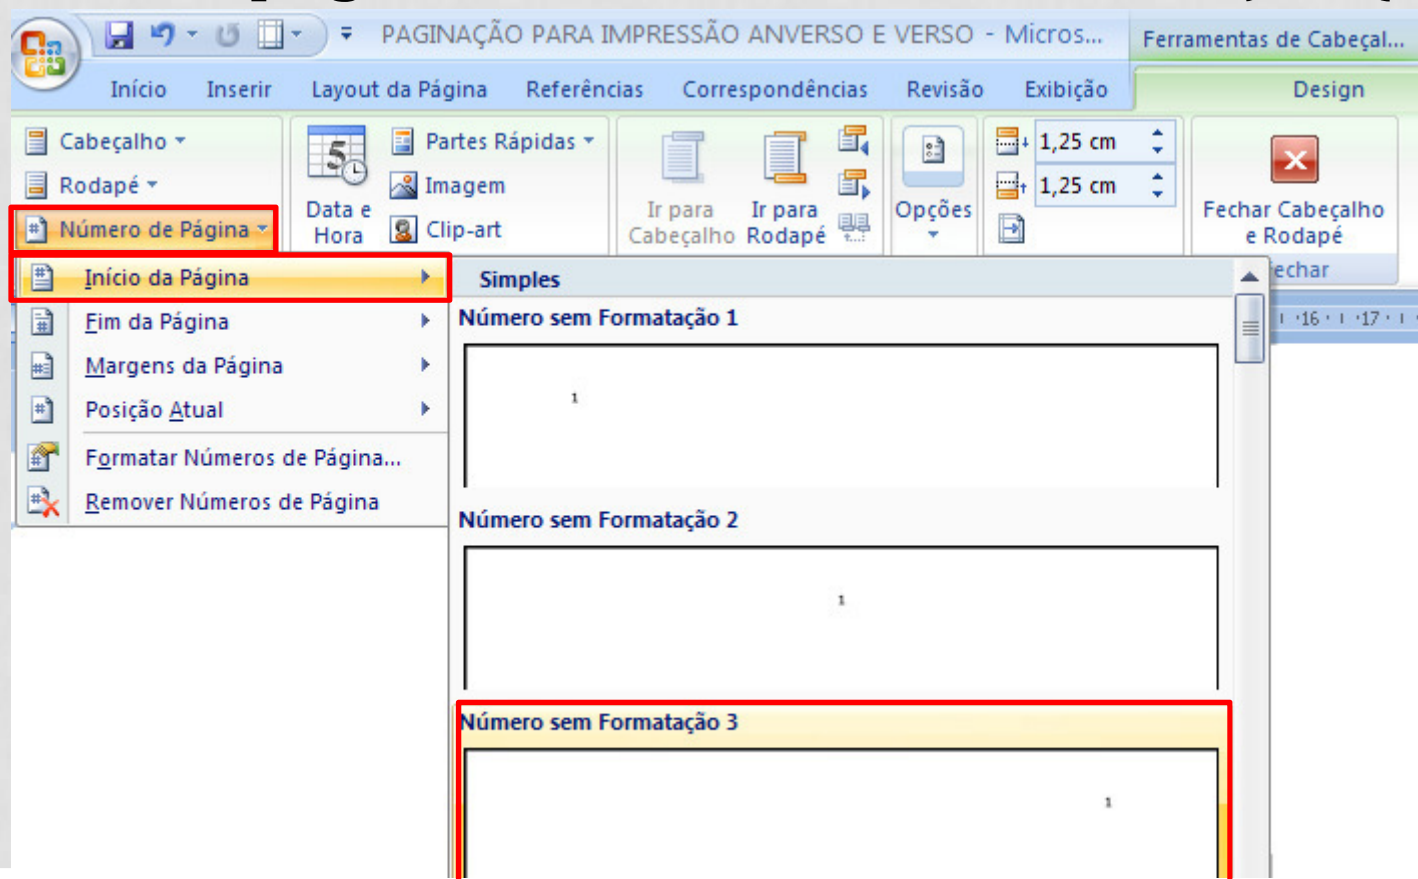 PAGINAÇÃO PARA IMPRESSÃO ANVERSO E VERSO - Micros...
Ferramentas de Cabeçal...
Início Inserir Layout da Página Referências Correspondências Revisão Exibição Design
Cabeçalho
Rodapé
Número de Página
Data e
Hora
Partes Rápidas
Imagem
Clip-art
Ir para
Cabeçalho
Ir para
Rodapé
Opções
1,25 cm
1,25 cm
Fechar Cabeçalho
e Rodapé
echar
Início da Página
Fim da Página
Margens da Página
Posição Atual
Formatar Números de Página...
Remover Números de Página
Simples
Número sem Formatação 1
1
Número sem Formatação 2
1
Número sem Formatação 3
1
16 17